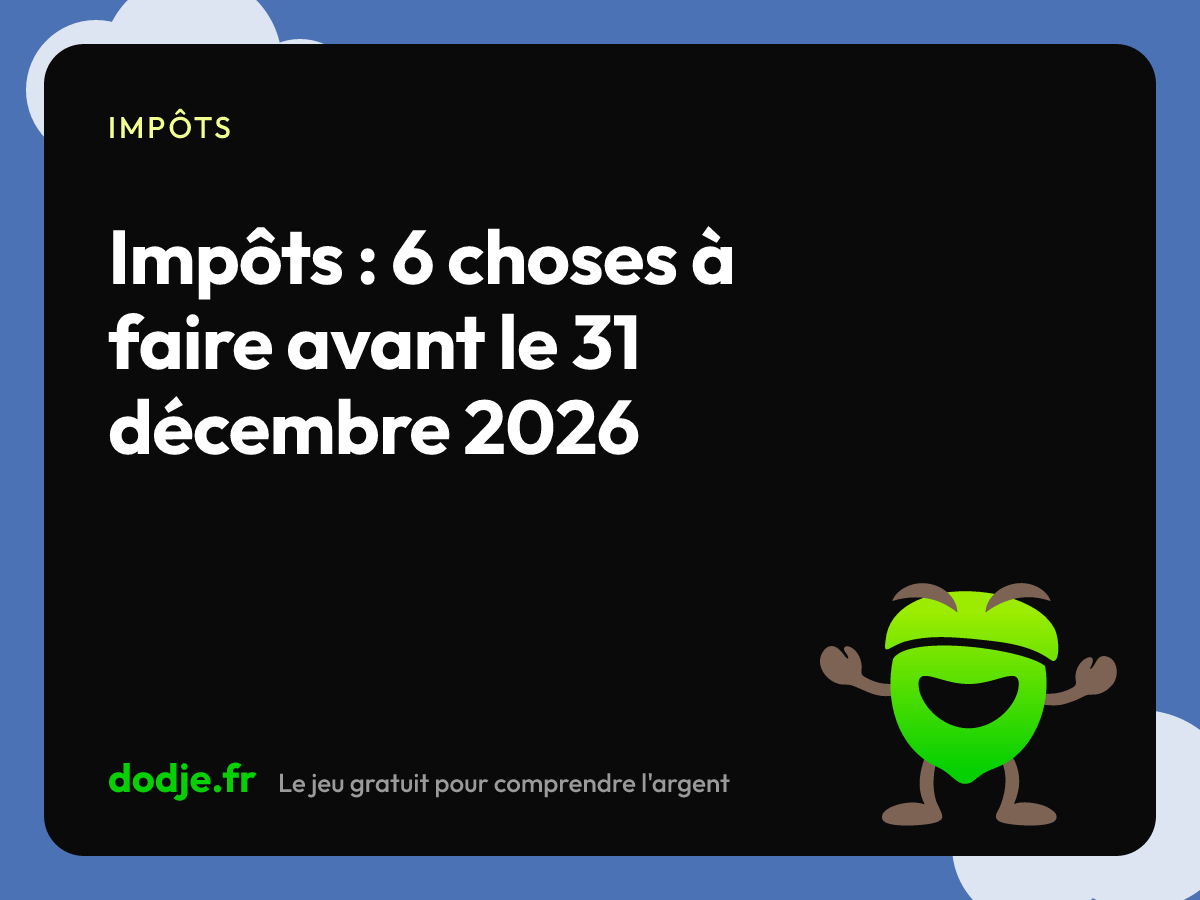 IMPÔTS
Impôts : 6 choses à
faire avant le 31
décembre 2026
dodje.fr Le jeu gratuit pour comprendre l'argent